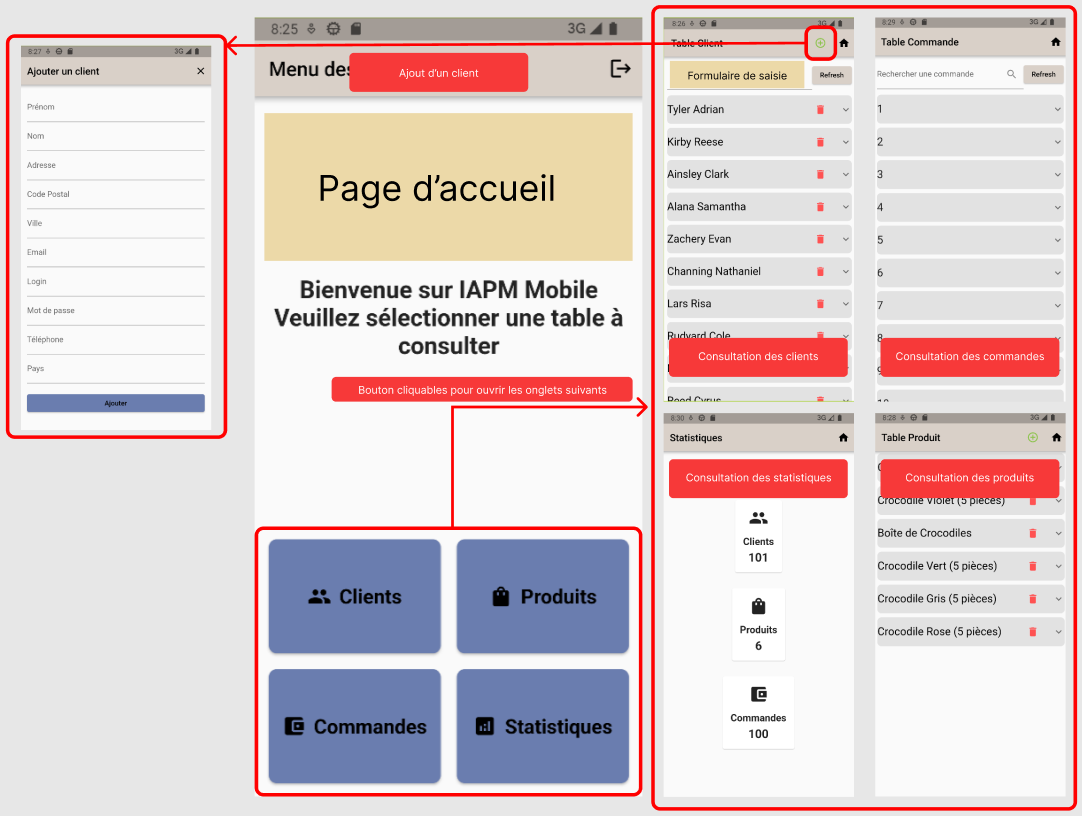 8:27
3G
Ajouter un client
Prénom
Nom
Adresse
Code Postal
Ville
Email
Login
Mot de passe
Téléphone
Pays
Ajouter
8:25
3G
Menu des
Ajout d'un client
Page d'accueil
Bienvenue sur IAPM Mobile
Veuillez sélectionner une table à
consulter
Bouton cliquables pour ouvrir les onglets suivants
Clients
Produits
Commandes
Statistiques
8:26
3G
Table Client
Formulaire de saisie
Refresh
Tyler Adrian
Kirby Reese
Ainsley Clark
Alana Samantha
Zachery Evan
Channing Nathaniel
Lars Risa
Rudyard Cole
Consultation des clients
Reed Cyrus
8:29
3G
Table Commande
Rechercher une commande
Refresh
1
2
3
4
5
6
7
8
9
Consultation des commandes
10
8:30
3G
Statistiques
Consultation des statistiques
Clients
101
Produits
6
Commandes
100
8:28
3G
Table Produit
Consultation des produits
Crocodile Violet (5 pièces)
Boîte de Crocodiles
Crocodile Vert (5 pièces)
Crocodile Gris (5 pièces)
Crocodile Rose (5 pièces)